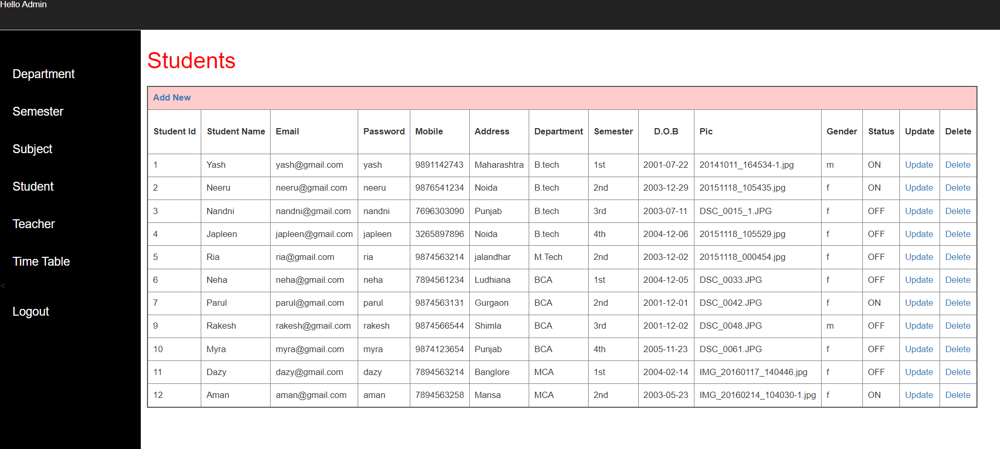 Hello Admin
Department
Semester
Subject
Student
Teacher
Time Table
<
Logout
Students
Add New
Student Id Student Name Email Password Mobile Address Department Semester D.O.B Pic Gender Status Update Delete
1 Yash yash@gmail.com yash 9891142743 Maharashtra B.tech 1st 2001-07-22 20141011_164534-1.jpg m ON Update Delete
2 Neeru neeru@gmail.com neeru 9876541234 Noida B.tech 2nd 2003-12-29 20151118_105435.jpg f ON Update Delete
3 Nandni nandni@gmail.com nandni 7696303090 Punjab B.tech 3rd 2003-07-11 DSC_0015_1.JPG f OFF Update Delete
4 Japleen japleen@gmail.com japleen 3265897896 Noida B.tech 4th 2004-12-06 20151118_105529.jpg f OFF Update Delete
5 Ria ria@gmail.com ria 9874563214 jalandhar M.Tech 2nd 2003-12-02 20151118_000454.jpg f OFF Update Delete
6 Neha neha@gmail.com neha 7894561234 Ludhiana BCA 1st 2004-12-05 DSC_0033.JPG f OFF Update Delete
7 Parul parul@gmail.com parul 9874563131 Gurgaon BCA 2nd 2001-12-01 DSC_0042.JPG f ON Update Delete
9 Rakesh rakesh@gmail.com rakesh 9874566544 Shimla BCA 3rd 2001-12-02 DSC_0048.JPG m OFF Update Delete
10 Myra myra@gmail.com myra 9874123654 Punjab BCA 4th 2005-11-23 DSC_0061.JPG f OFF Update Delete
11 Dazy dazy@gmail.com dazy 7894563214 Banglore MCA 1st 2004-02-14 IMG_20160117_140446.jpg f OFF Update Delete
12 Aman aman@gmail.com aman 7894563258 Mansa MCA 2nd 2003-05-23 IMG_20160214_104030-1.jpg f ON Update Delete